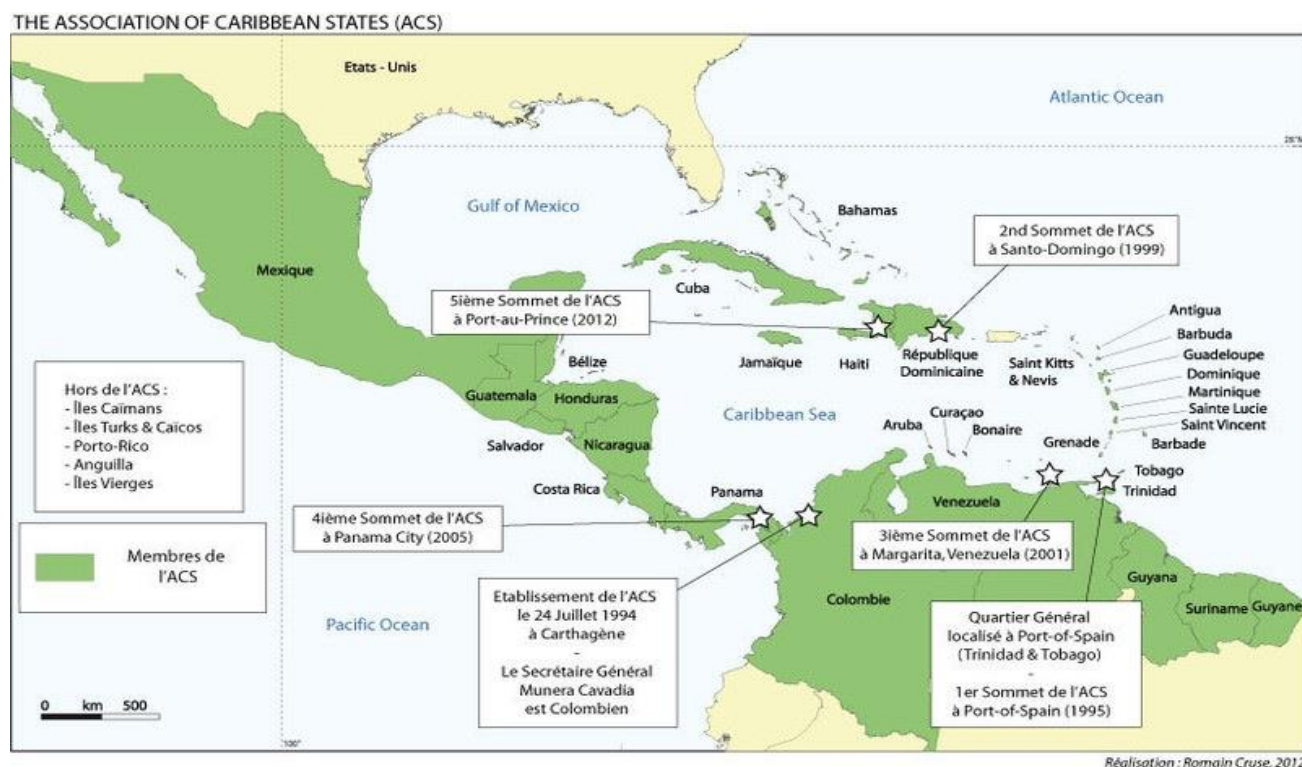 THE ASSOCIATION OF CARIBBEAN STATES (ACS)
Etats - Unis
Atlantic Ocean
28°N
Gulf of Mexico
Bahamas
2nd Sommet de l'ACS
à Santo-Domingo (1999)
Mexique
Cuba
5ième Sommet de l'ACS
à Port-au-Prince (2012)
Jamaïque
Haiti
République
Dominicaine
Saint Kitts
& Nevis
Antigua
Barbuda
Guadeloupe
Dominique
Martinique
Sainte Lucie
Saint Vincent
Barbade
Bélize
Guatemala
Honduras
Caribbean Sea
Aruba
Curaçao
Bonaire
Grenade
Tobago
Trinidad
Salvador
Nicaragua
Costa Rica
Panama
Venezuela
Hors de l'ACS :
- Îles Caïmans
- Îles Turks & Caïcos
- Porto-Rico
- Anguilla
- Îles Vierges
4ième Sommet de l'ACS
à Panama City (2005)
3ième Sommet de l'ACS
à Margarita, Venezuela (2001)
Membres de
l'ACS
Colombie
Guyana
Suriname
Guyane
Etablissement de l'ACS
le 24 Juillet 1994
à Carthagène
-
Le Secrétaire Général
Munera Cavadía
est Colombien
Quartier Général
localisé à Port-of-Spain
(Trinidad & Tobago)
-
1er Sommet de l'ACS
à Port-of-Spain (1995)
Pacific Ocean
0 km 500
100°
Réalisation : Romain Cruse, 2012